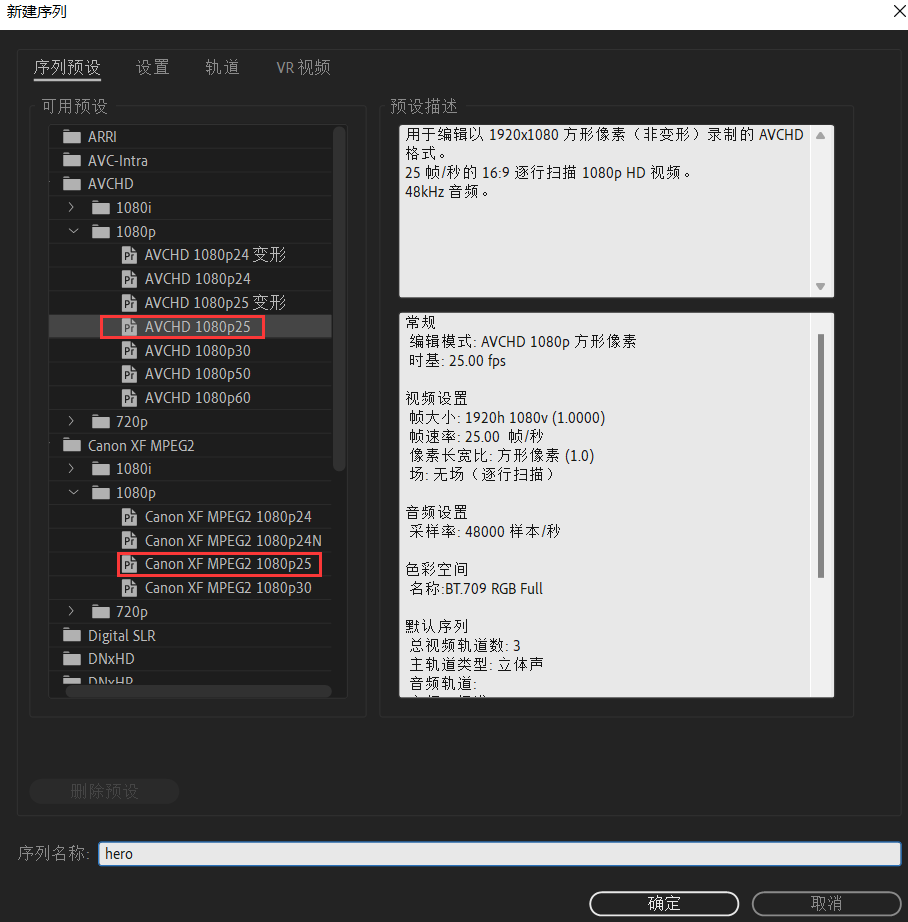 新建序列
序列预设 设置 轨道 VR 视频
可用预设
ARRI
AVC-Intra
AVCHD
1080i
1080p
AVCHD 1080p24 变形
AVCHD 1080p24
AVCHD 1080p25 变形
AVCHD 1080p25
AVCHD 1080p30
AVCHD 1080p50
AVCHD 1080p60
720p
Canon XF MPEG2
1080i
1080p
Canon XF MPEG2 1080p24
Canon XF MPEG2 1080p24N
Canon XF MPEG2 1080p25
Canon XF MPEG2 1080p30
720p
Digital SLR
DNxHD
DNxHR
删除预设
预设描述
用于编辑以 1920x1080 方形像素（非变形）录制的 AVCHD
格式。
25 帧/秒的 16:9 逐行扫描 1080p HD 视频。
48kHz 音频。
常规
编辑模式: AVCHD 1080p 方形像素
时基: 25.00 fps
视频设置
帧大小: 1920h 1080v (1.0000)
帧速率: 25.00 帧/秒
像素长宽比: 方形像素 (1.0)
场: 无场（逐行扫描）
音频设置
采样率: 48000 样本/秒
色彩空间
名称:BT.709 RGB Full
默认序列
总视频轨道数: 3
主轨道类型: 立体声
音频轨道:
序列名称: hero
确定 取消